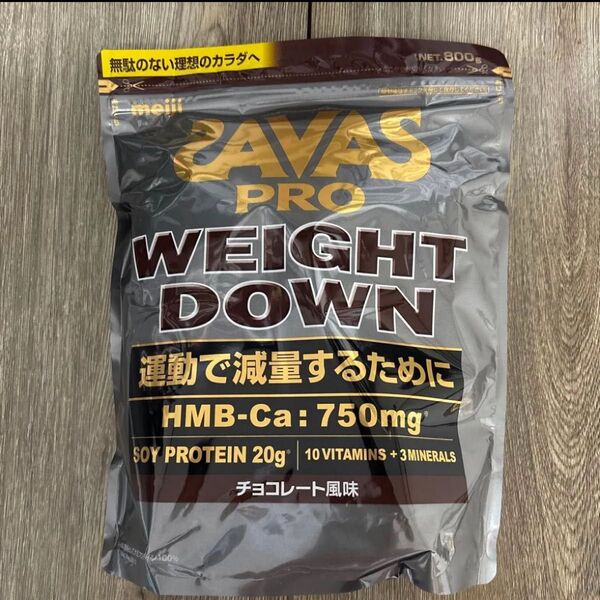 無駄のない理想のカラダへ
NET.800g
meiji
SAVAS
PRO
WEIGHT
DOWN
運動で減量するために
HMB-Ca:750mg*
SOY PROTEIN 20g* 10 VITAMINS + 3 MINERALS
チョコレート風味